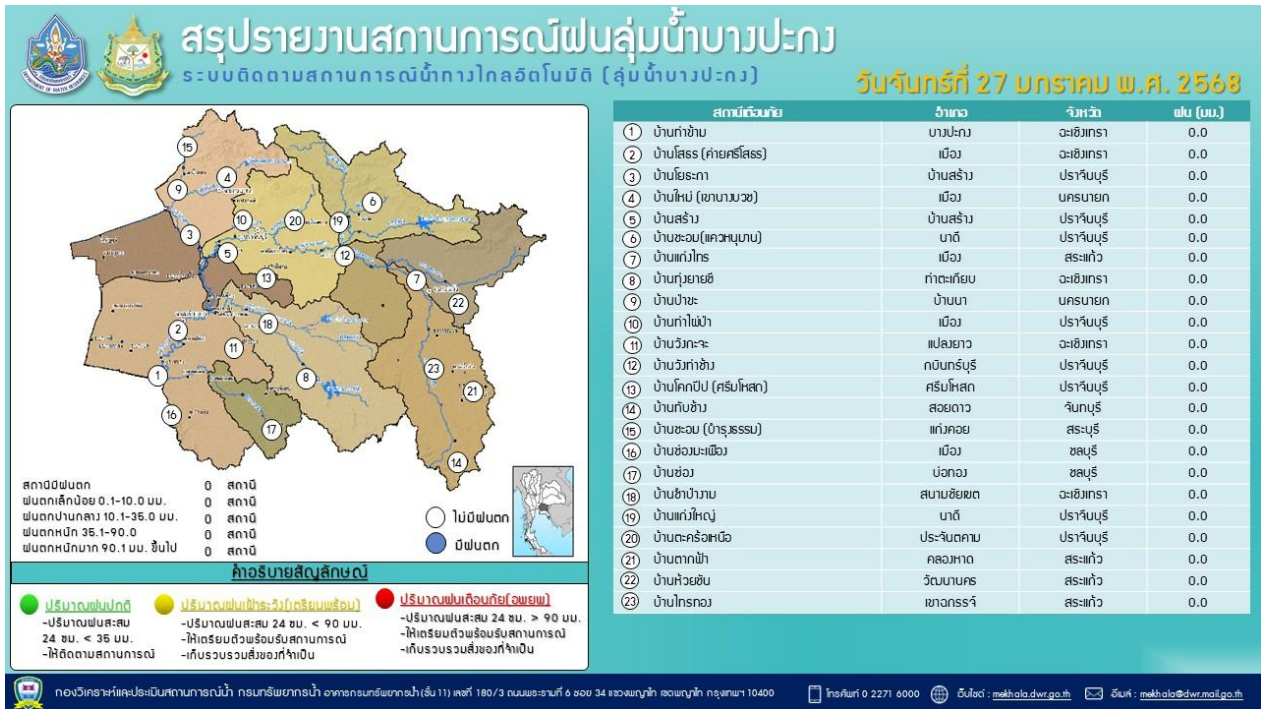 สรุปรายงานสถานการณ์ฝนลุ่มน้ำบางปะกง
ระบบติดตามสถานการณ์น้ำทางไกลอัตโนมัติ (ลุ่มน้ำบางปะกง)
วันจันทร์ที่ 27 มกราคม พ.ศ. 2568
สถานีเตือนภัย อำเภอ จังหวัด ฝน (มม.)
1 บ้านท่าข้าม บางปะกง ฉะเชิงเทรา 0.0
2 บ้านโสธร (ค่ายศรีโสธร) เมือง ฉะเชิงเทรา 0.0
3 บ้านโยธะกา บ้านสร้าง ปราจีนบุรี 0.0
4 บ้านใหม่ (เขานางบวช) เมือง นครนายก 0.0
5 บ้านสร้าง บ้านสร้าง ปราจีนบุรี 0.0
6 บ้านซะอม(แควหนุมาน) นาดี ปราจีนบุรี 0.0
7 บ้านแก่งไทร เมือง สระแก้ว 0.0
8 บ้านทุ่งยายชี ท่าตะเกียบ ฉะเชิงเทรา 0.0
9 บ้านป่าขะ บ้านนา นครนายก 0.0
10 บ้านท่าไผ่ป่า เมือง ปราจีนบุรี 0.0
11 บ้านวังกะจะ แปลงยาว ฉะเชิงเทรา 0.0
12 บ้านวังท่าช้าง กบินทร์บุรี ปราจีนบุรี 0.0
13 บ้านโคกปีป (ศรีมโหสถ) ศรีมโหสถ ปราจีนบุรี 0.0
14 บ้านทับช้าง สอยดาว จันทบุรี 0.0
15 บ้านซะอม (บำรุงธรรม) แก่งคอย สระบุรี 0.0
16 บ้านช่องมะเฟือง เมือง ชลบุรี 0.0
17 บ้านช่อง บ่อทอง ชลบุรี 0.0
18 บ้านชำป่างาม สนามชัยเขต ฉะเชิงเทรา 0.0
19 บ้านแก่งใหญ่ นาดี ปราจีนบุรี 0.0
20 บ้านตะคร้อเหนือ ประจันตคาม ปราจีนบุรี 0.0
21 บ้านตากฟ้า คลองหาด สระแก้ว 0.0
22 บ้านห้วยชัน วัฒนานคร สระแก้ว 0.0
23 บ้านไทรทอง เขาฉกรรจ์ สระแก้ว 0.0
15
4
9
6
10
20
19
3
5
12
13
7
22
18
2
11
23
8
1
21
16
17
14
สถานีมีฝนตก 0 สถานี
ฝนตกเล็กน้อย 0.1-10.0 มม. 0 สถานี
ฝนตกปานกลาง 10.1-35.0 มม. 0 สถานี
ฝนตกหนัก 35.1-90.0 0 สถานี
ฝนตกหนักมาก 90.1 มม. ขึ้นไป 0 สถานี
ไม่มีฝนตก
มีฝนตก
คำอธิบายสัญลักษณ์
ปริมาณฝนปกติ
-ปริมาณฝนสะสม
24 ชม. < 35 มม.
-ให้ติดตามสถานการณ์
ปริมาณฝนเฝ้าระวัง(เตรียมพร้อม)
-ปริมาณฝนสะสม 24 ชม. < 90 มม.
-ให้เตรียมตัวพร้อมรับสถานการณ์
-เก็บรวบรวมสิ่งของที่จำเป็น
ปริมาณฝนเตือนภัย(อพยพ)
-ปริมาณฝนสะสม 24 ชม. > 90 มม.
-ให้เตรียมตัวพร้อมรับสถานการณ์
-เก็บรวบรวมสิ่งของที่จำเป็น
กองวิเคราะห์และประเมินสถานการณ์น้ำ กรมทรัพยากรน้ำ อาคารกรมทรัพยากรน้ำ(ชั้น 11) เลขที่ 180/3 ถนนพระรามที่ 6 ซอย 34 แขวงพญาไท เขตพญาไท กรุงเทพฯ 10400 โทรศัพท์ 0 2271 6000 เว็บไซต์ : mekhala.dwr.go.th อีเมล์ : mekhala@dwr.mail.go.th